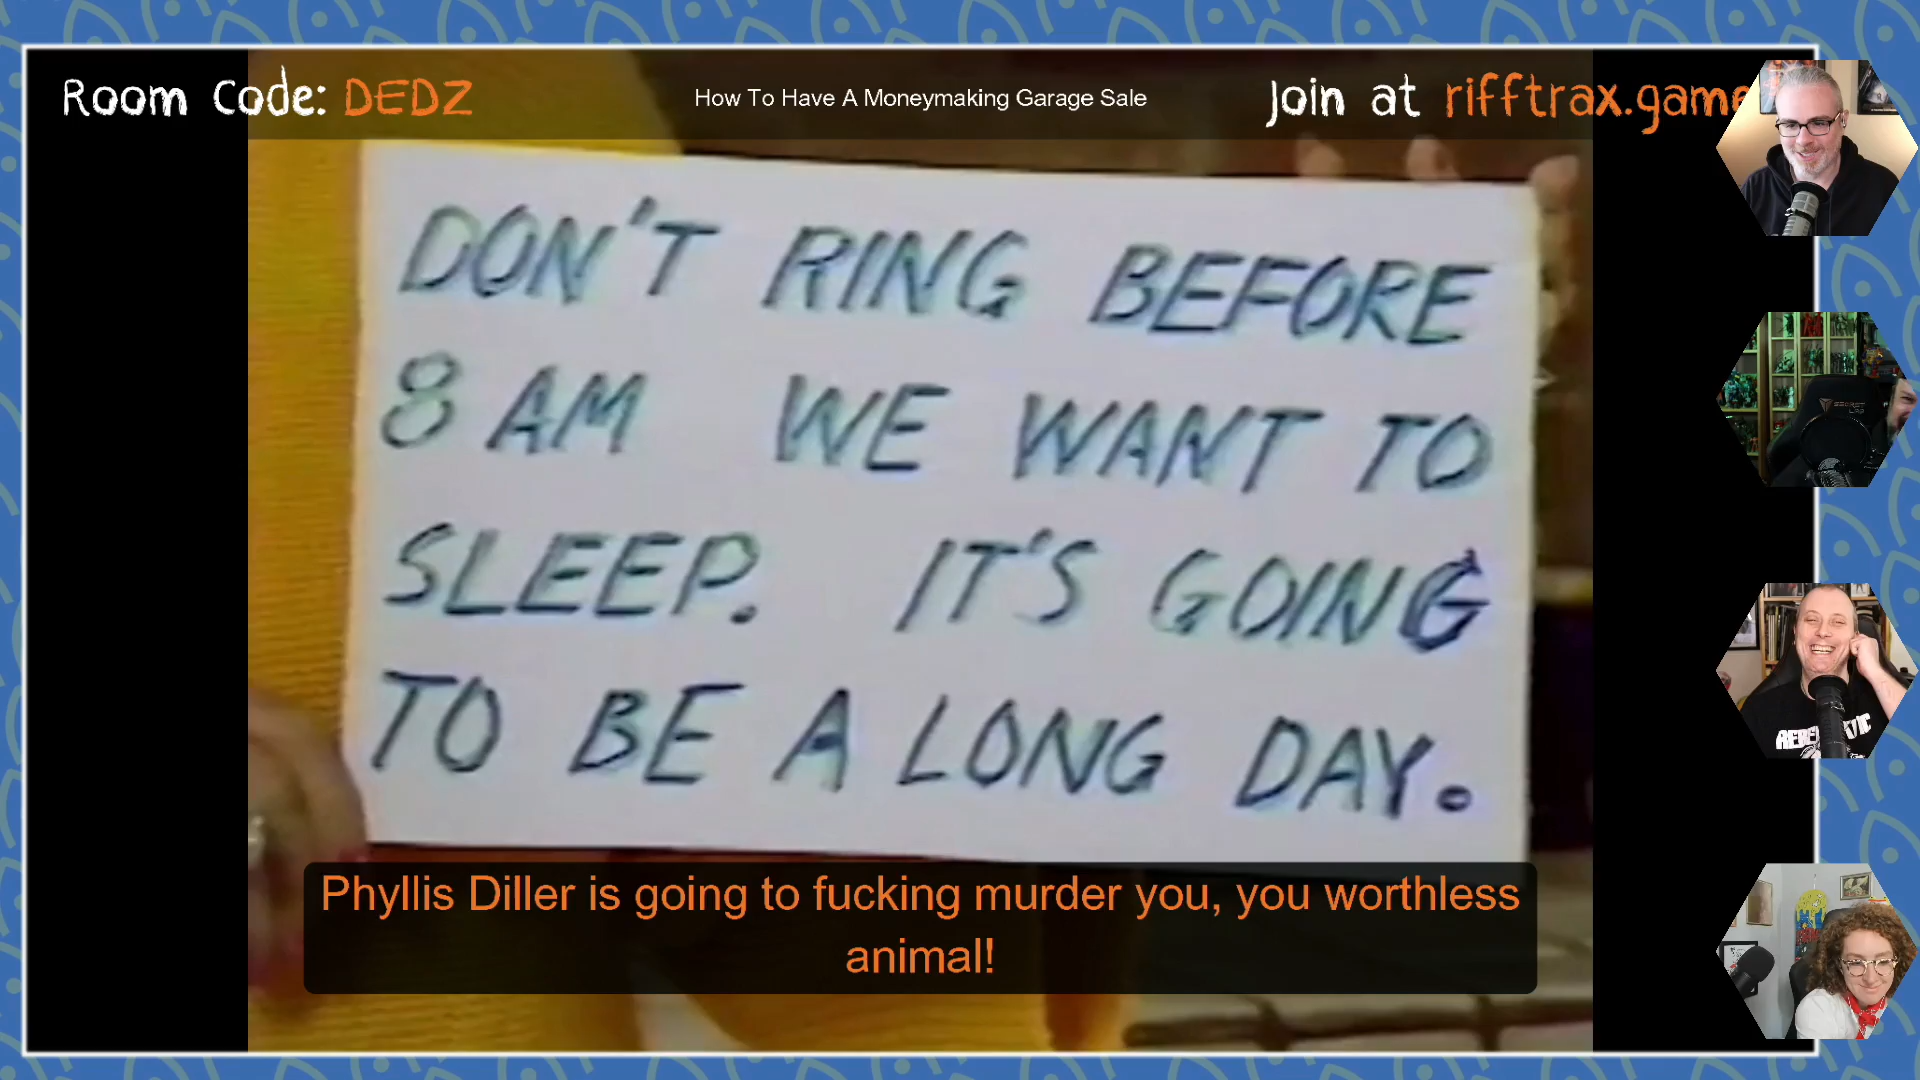 Room Code: DEDZ
How To Have A Moneymaking Garage Sale
Join at rifftrax.game
DON'T RING BEFORE
8 AM WE WANT TO
SLEEP. IT'S GOING
TO BE A LONG DAY.
Phyllis Diller is going to fucking murder you, you worthless
animal!